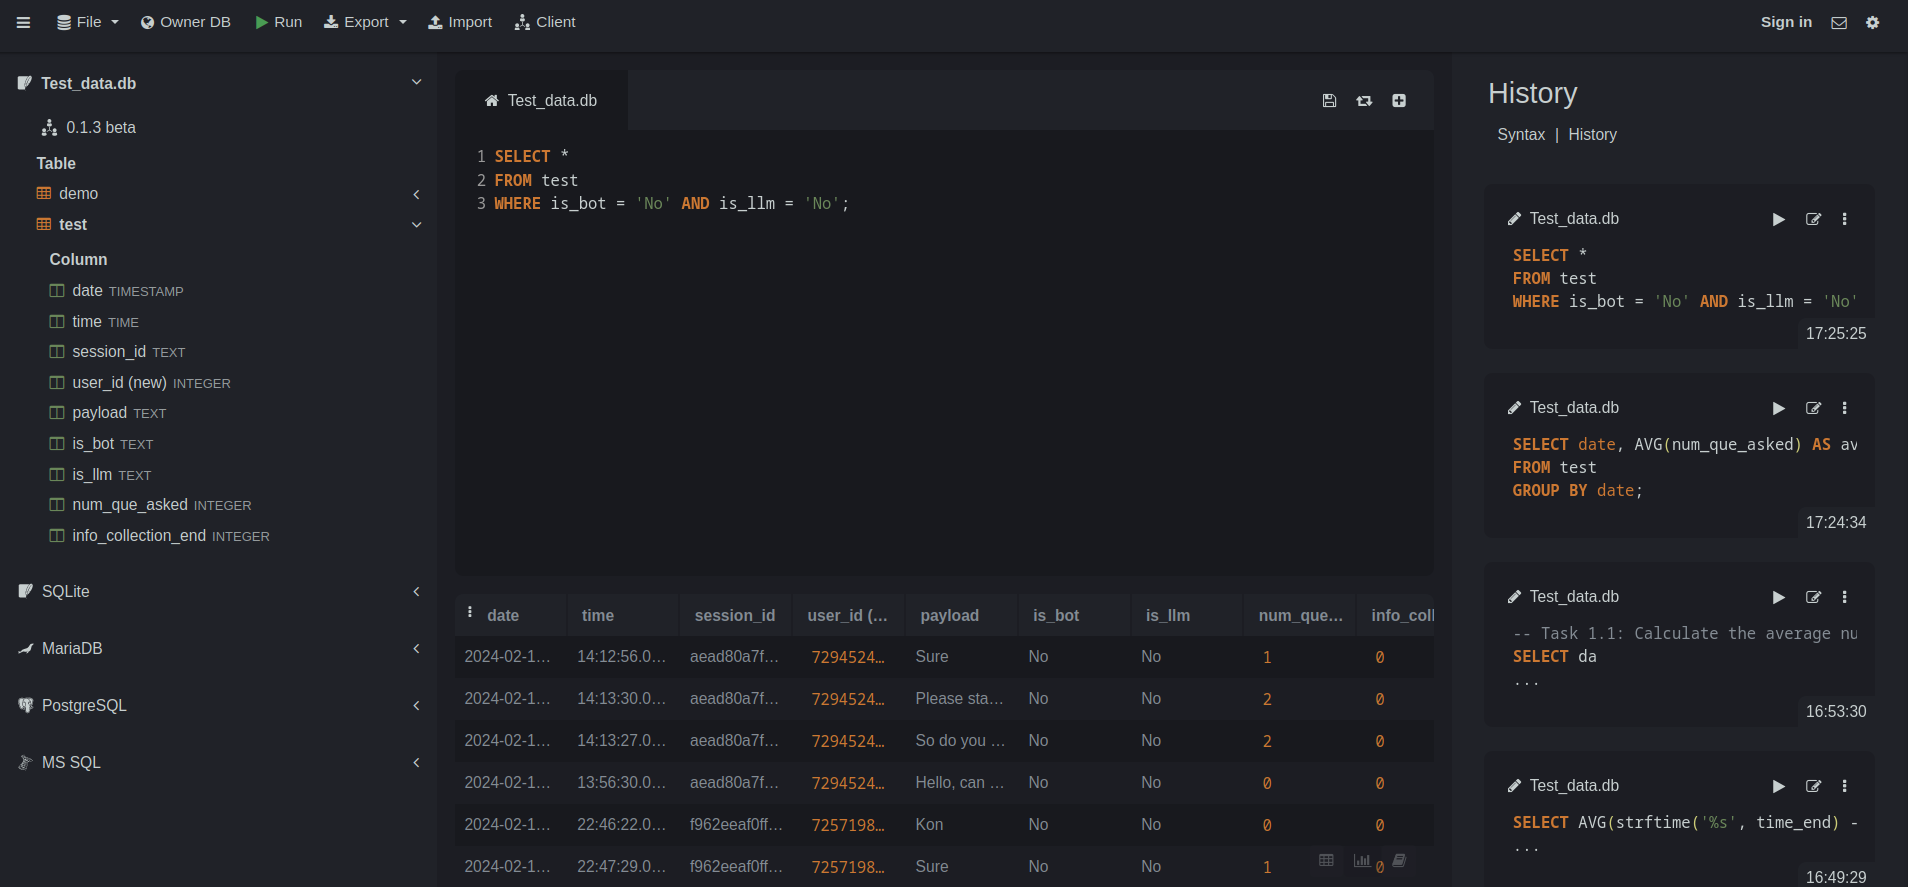 File Owner DB Run Export Import Client Sign in
Test_data.db
0.1.3 beta
Table
demo
test
Column
date TIMESTAMP
time TIME
session_id TEXT
user_id (new) INTEGER
payload TEXT
is_bot TEXT
is_llm TEXT
num_que_asked INTEGER
info_collection_end INTEGER
SQLite
MariaDB
PostgreSQL
MS SQL
Test_data.db
1 SELECT *
2 FROM test
3 WHERE is_bot = 'No' AND is_llm = 'No';
date time session_id user_id (... payload is_bot is_llm num_que... info_coll
2024-02-1... 14:12:56.0... aead80a7f... 7294524... Sure No No 1 0
2024-02-1... 14:13:30.0... aead80a7f... 7294524... Please sta... No No 2 0
2024-02-1... 14:13:27.0... aead80a7f... 7294524... So do you ... No No 2 0
2024-02-1... 13:56:30.0... aead80a7f... 7294524... Hello, can ... No No 0 0
2024-02-1... 22:46:22.0... f962eeaf0ff... 7257198... Kon No No 0 0
2024-02-1... 22:47:29.0... f962eeaf0ff... 7257198... Sure No No 1 0
History
Syntax | History
Test_data.db
SELECT *
FROM test
WHERE is_bot = 'No' AND is_llm = 'No'
17:25:25
Test_data.db
SELECT date, AVG(num_que_asked) AS av
FROM test
GROUP BY date;
17:24:34
Test_data.db
-- Task 1.1: Calculate the average nu
SELECT da
...
16:53:30
Test_data.db
SELECT AVG(strftime('%s', time_end) -
...
16:49:29